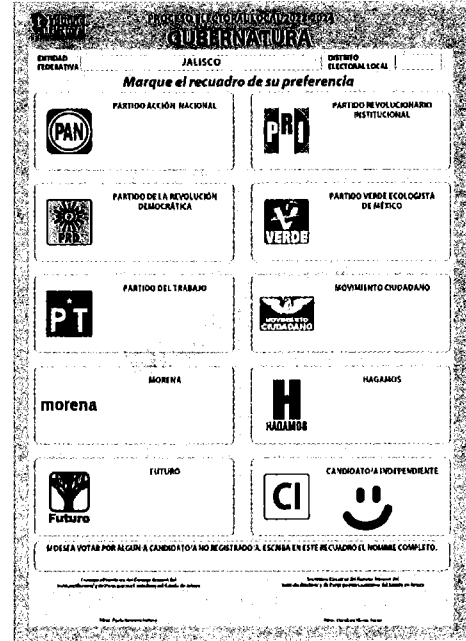 PROCESO ELECTORAL LOCAL 2023-2024
GUBERNATURA
ENTIDAD
FEDERATIVA
JALISCO
DISTRITO
ELECTORAL LOCAL
Marque el recuadro de su preferencia
PAN
PARTIDO ACCIÓN NACIONAL
PRI
PARTIDO REVOLUCIONARIO
INSTITUCIONAL
PRD
PARTIDO DE LA REVOLUCIÓN
DEMOCRÁTICA
VERDE
PARTIDO VERDE ECOLOGISTA
DE MÉXICO
PT
PARTIDO DEL TRABAJO
MOVIMIENTO
CIUDADANO
MOVIMIENTO CIUDADANO
morena
MORENA
H
HAGAMOS
HAGAMOS
Futuro
FUTURO
CI
CANDIDATO/A INDEPENDIENTE
SI DESEA VOTAR POR ALGÚN/A CANDIDATO/A NO REGISTRADO/A, ESCRIBA EN ESTE RECUADRO EL NOMBRE COMPLETO.